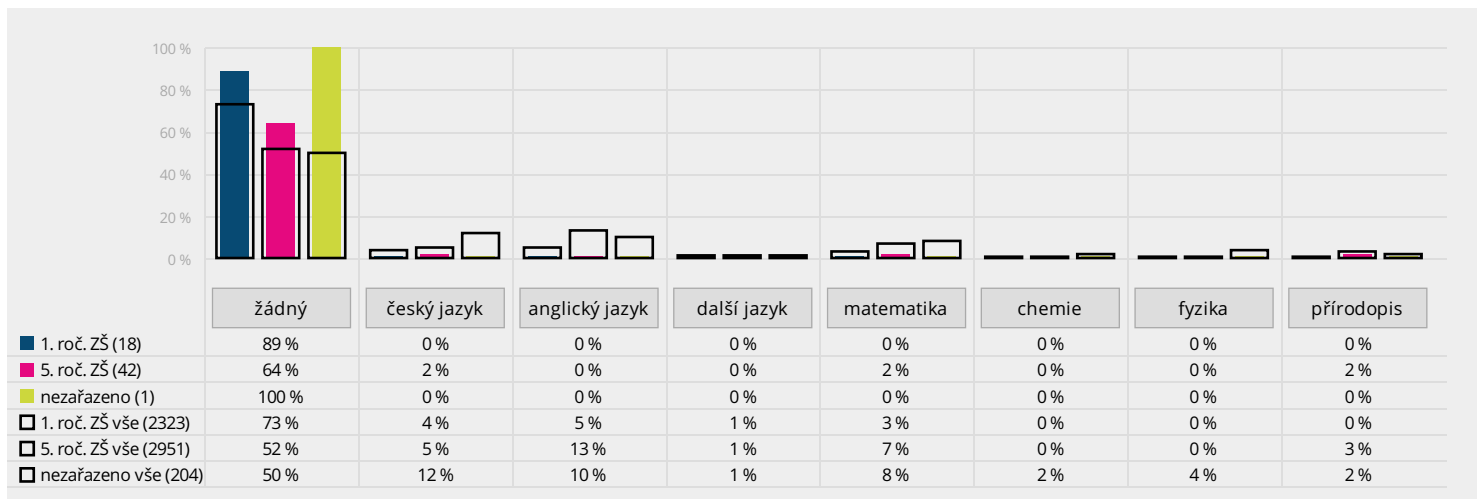 100 %
80 %
60 %
40 %
20 %
0 %
žádný český jazyk anglický jazyk další jazyk matematika chemie fyzika přírodopis
1. roč. ZŠ (18) 89 % 0 % 0 % 0 % 0 % 0 % 0 % 0 %
5. roč. ZŠ (42) 64 % 2 % 0 % 0 % 2 % 0 % 0 % 2 %
nezařazeno (1) 100 % 0 % 0 % 0 % 0 % 0 % 0 % 0 %
1. roč. ZŠ vše (2323) 73 % 4 % 5 % 1 % 3 % 0 % 0 % 0 %
5. roč. ZŠ vše (2951) 52 % 5 % 13 % 1 % 7 % 0 % 0 % 3 %
nezařazeno vše (204) 50 % 12 % 10 % 1 % 8 % 2 % 4 % 2 %